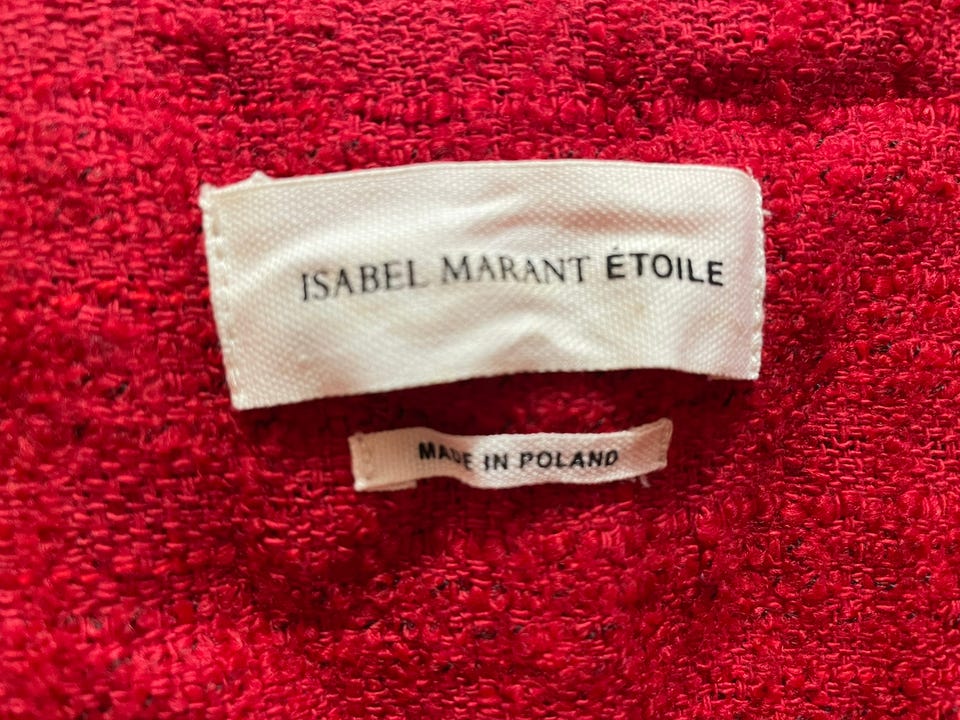 ISABEL MARANT ÉTOILE
MADE IN POLAND